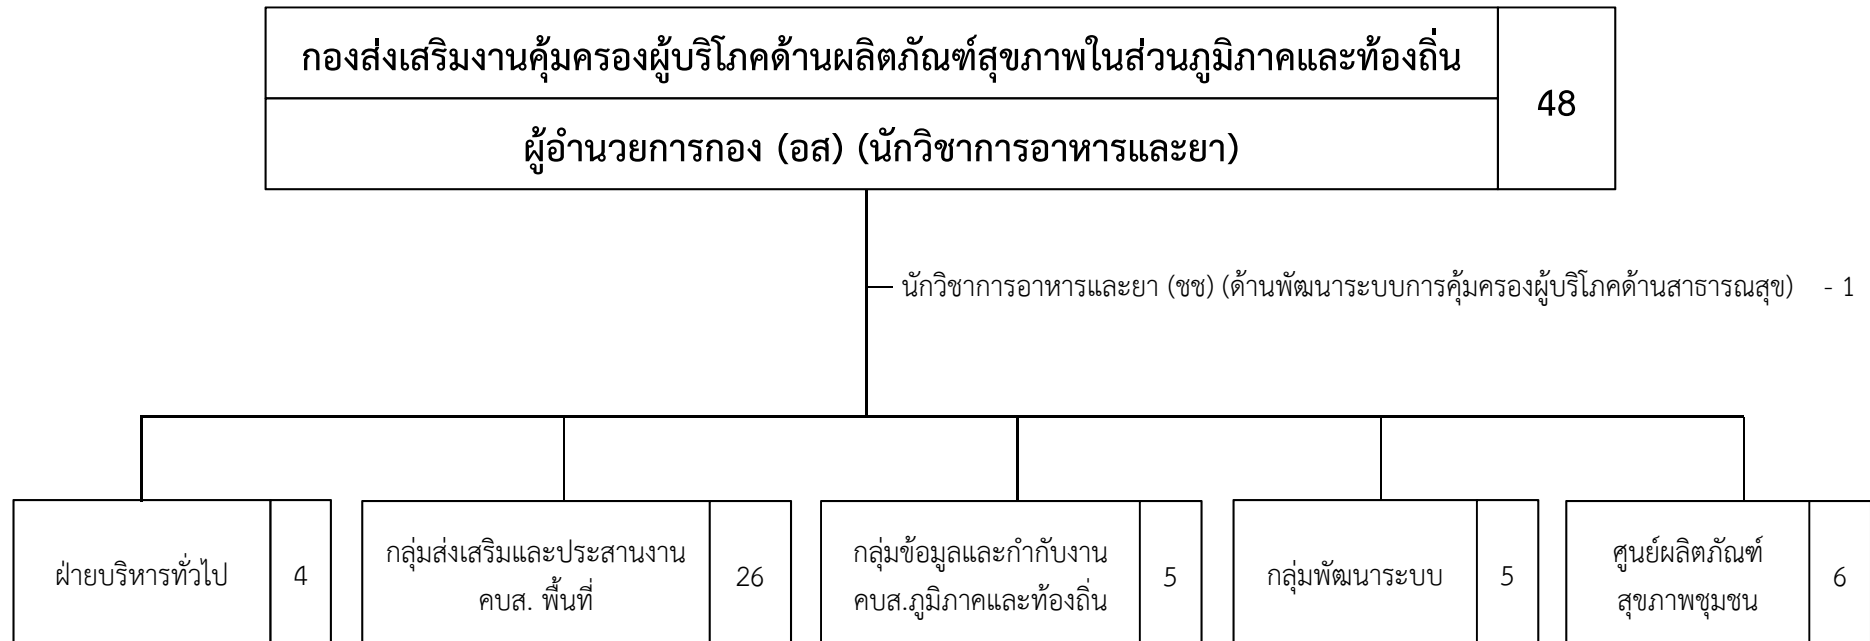 กองส่งเสริมงานคุ้มครองผู้บริโภคด้านผลิตภัณฑ์สุขภาพในส่วนภูมิภาคและท้องถิ่น
48
ผู้อำนวยการกอง (อส) (นักวิชาการอาหารและยา)
นักวิชาการอาหารและยา (ชช) (ด้านพัฒนาระบบการคุ้มครองผู้บริโภคด้านสาธารณสุข) - 1
ฝ่ายบริหารทั่วไป
4
กลุ่มส่งเสริมและประสานงาน
คบส. พื้นที่
26
กลุ่มข้อมูลและกำกับงาน
คบส.ภูมิภาคและท้องถิ่น
5
กลุ่มพัฒนาระบบ
5
ศูนย์ผลิตภัณฑ์
สุขภาพชุมชน
6